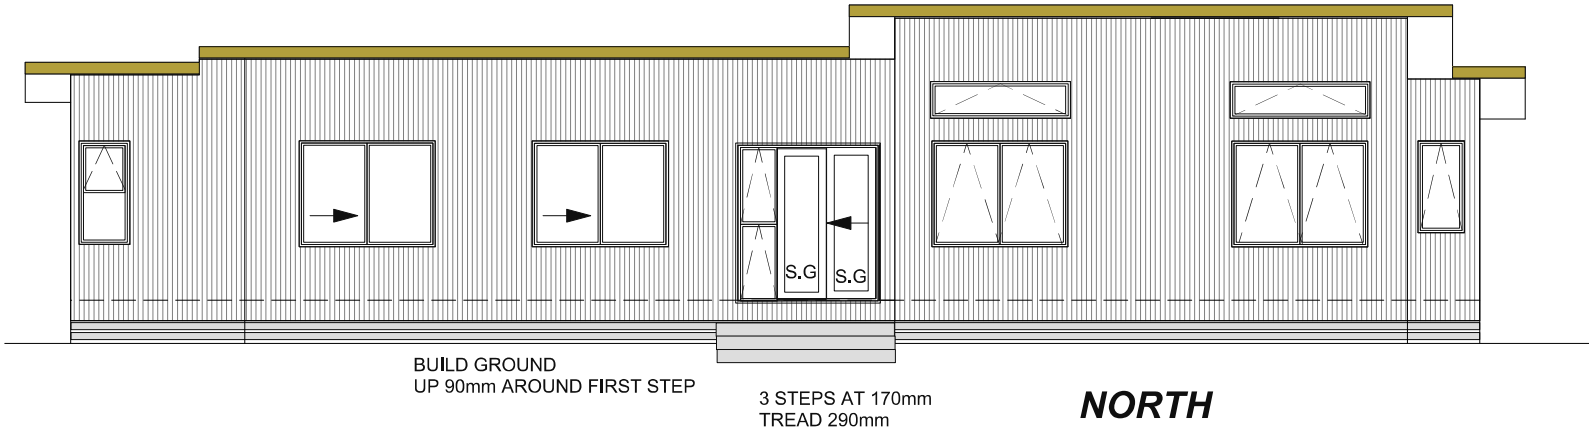 S.G
S.G
BUILD GROUND
UP 90mm AROUND FIRST STEP
3 STEPS AT 170mm
TREAD 290mm
NORTH